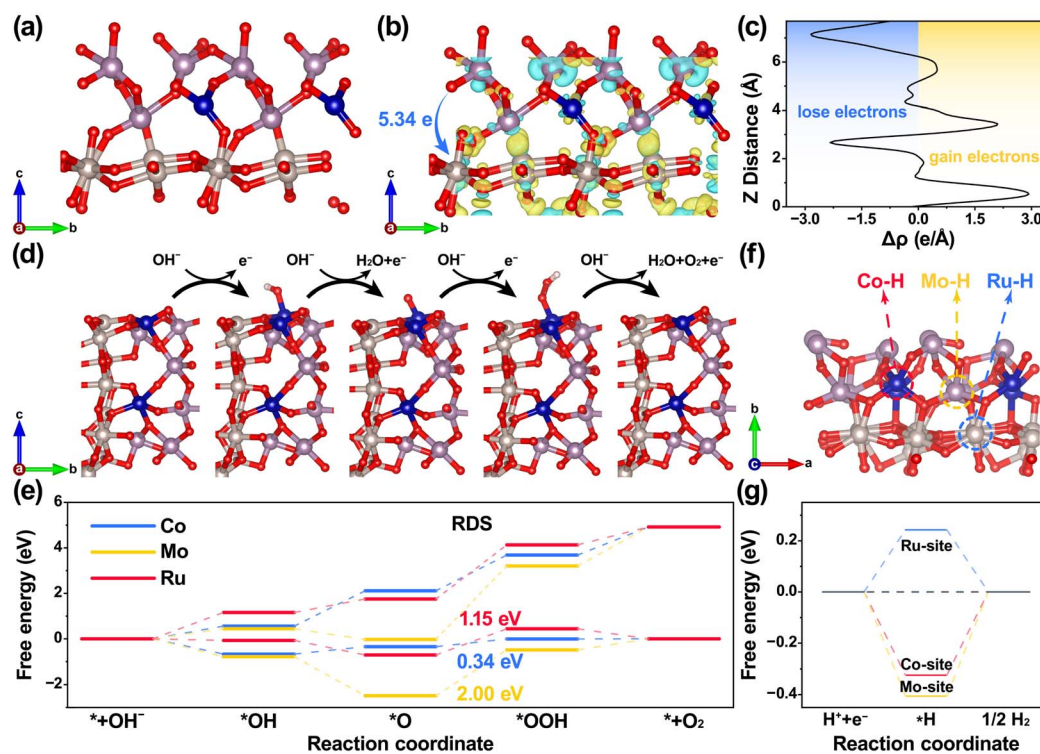 (a)
c
a
b
(b)
5.34 e
c
a
b
(c)
Z Distance (Å)
6
4
2
0
lose electrons
gain electrons
−3.0 −1.5 0.0 1.5 3.0
Δρ (e/Å)
(d)
OH⁻ e⁻ OH⁻ H₂O+e⁻ OH⁻ e⁻ OH⁻ H₂O+O₂+e⁻
c
a
b
(f)
Co-H Mo-H Ru-H
b
c
a
(e)
Free energy (eV)
6
4
2
0
−2
Co
Mo
Ru
RDS
1.15 eV
0.34 eV
2.00 eV
*+OH⁻ *OH *O *OOH *+O₂
Reaction coordinate
(g)
Free energy (eV)
0.2
0.0
−0.2
−0.4
Ru-site
Co-site
Mo-site
H⁺+e⁻ *H 1/2 H₂
Reaction coordinate